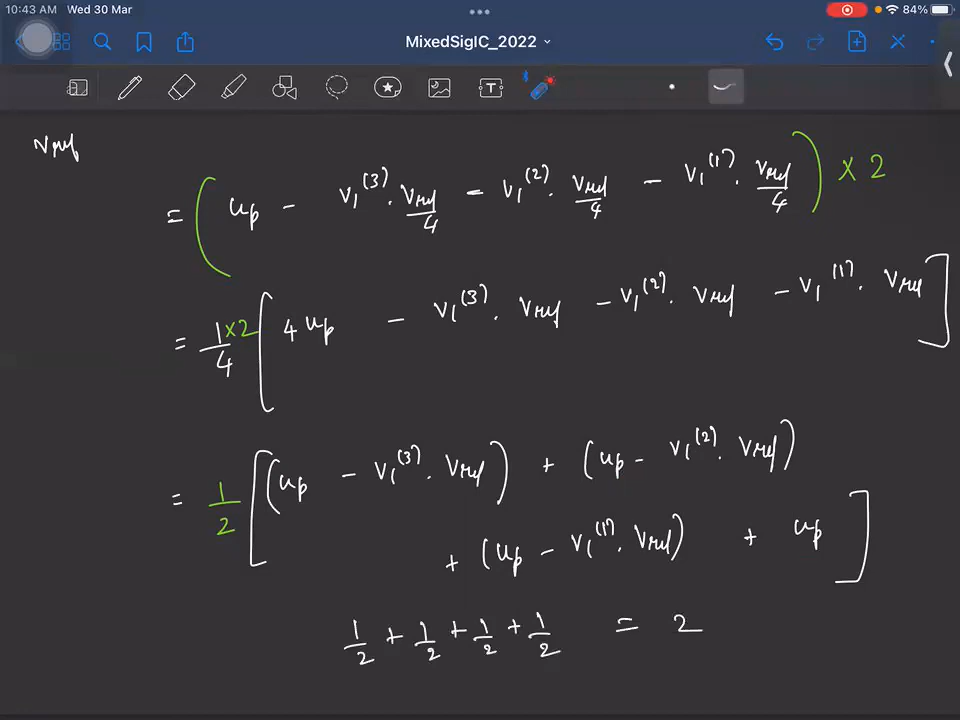 10:43 AM Wed 30 Mar 84%
MixedSigIC_2022
Vref
= ( up - V1^(3) · Vref/4 - V1^(2) · Vref/4 - V1^(1) · Vref/4 ) × 2
= 1/4 ×2 [ 4 up - V1^(3) · Vref - V1^(2) · Vref - V1^(1) · Vref ]
= 1/2 [ (up - V1^(3) · Vref) + (up - V1^(2) · Vref)
+ (up - V1^(1) · Vref) + up ]
1/2 + 1/2 + 1/2 + 1/2 = 2